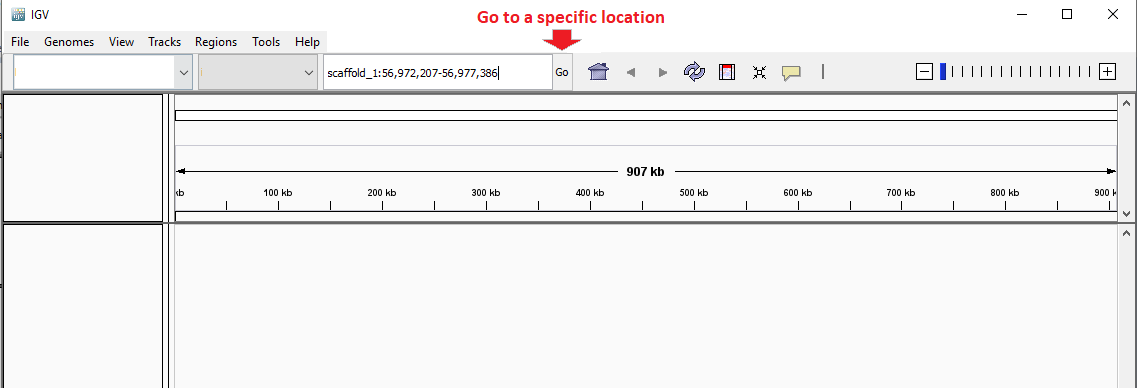 IGV
Go to a specific location
File Genomes View Tracks Regions Tools Help
scaffold_1:56,972,207-56,977,386 Go
907 kb
kb 100 kb 200 kb 300 kb 400 kb 500 kb 600 kb 700 kb 800 kb 900 k